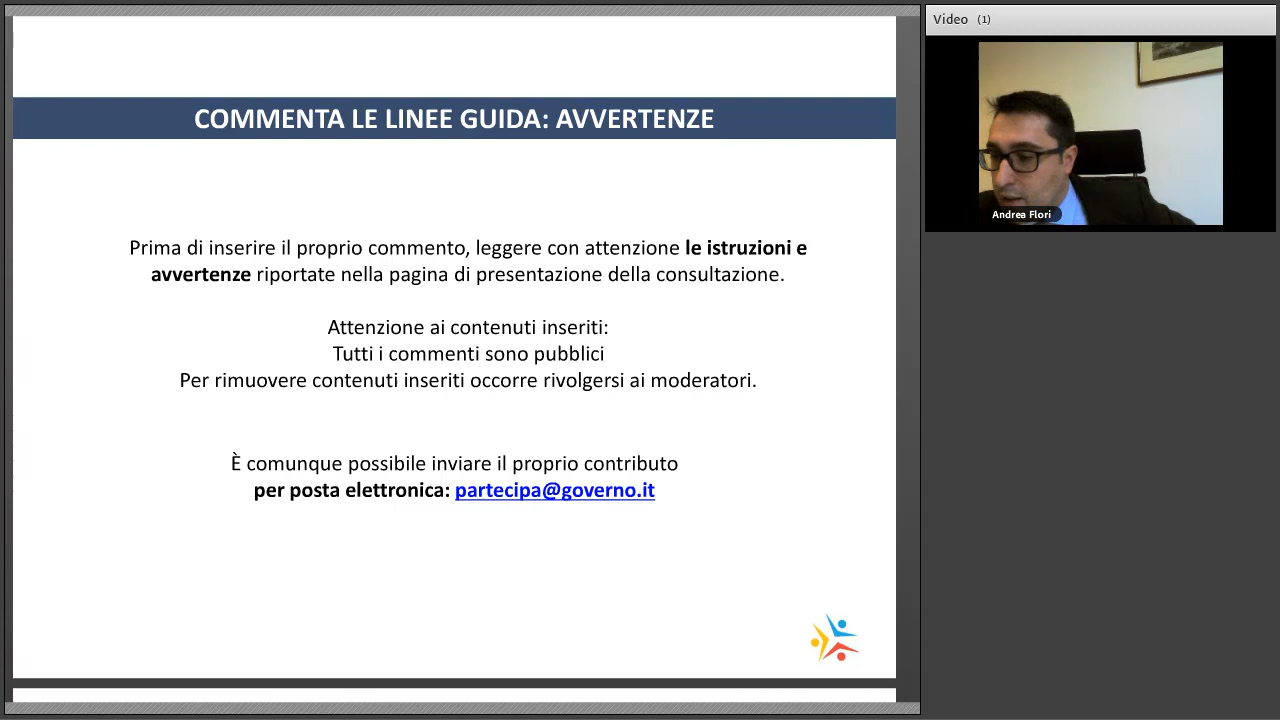 Video (1)
COMMENTA LE LINEE GUIDA: AVVERTENZE
Prima di inserire il proprio commento, leggere con attenzione le istruzioni e
avvertenze riportate nella pagina di presentazione della consultazione.
Attenzione ai contenuti inseriti:
Tutti i commenti sono pubblici
Per rimuovere contenuti inseriti occorre rivolgersi ai moderatori.
È comunque possibile inviare il proprio contributo
per posta elettronica: partecipa@governo.it
Andrea Flori